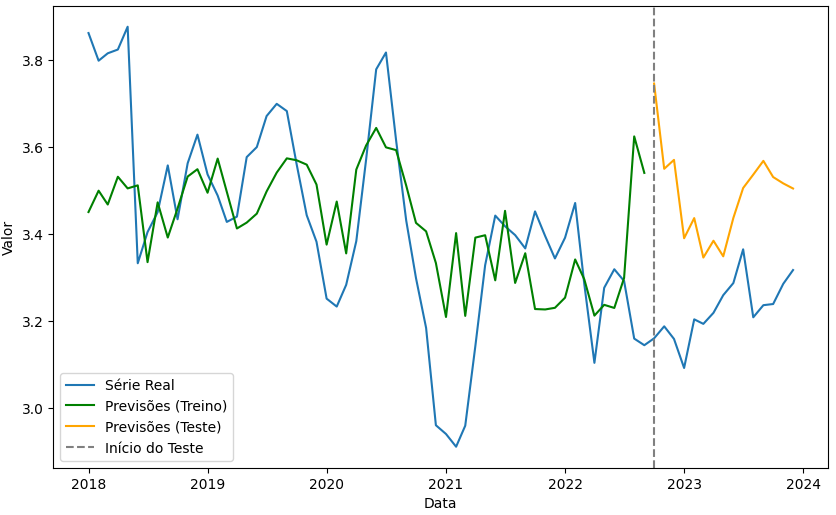 3.8
3.6
3.4
3.2
3.0
Valor
Série Real
Previsões (Treino)
Previsões (Teste)
Início do Teste
2018 2019 2020 2021 2022 2023 2024
Data